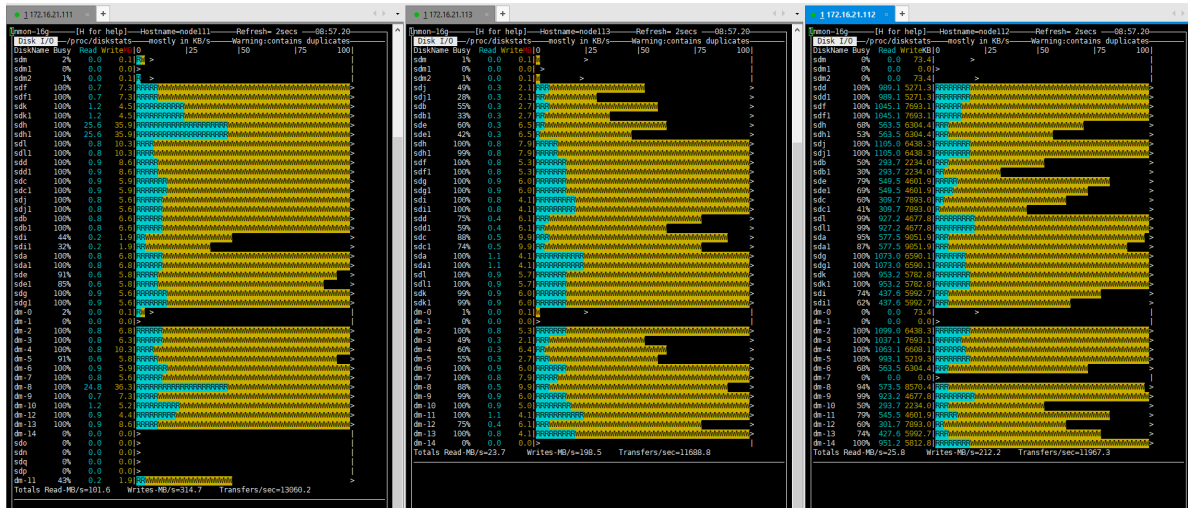 1 172.16.21.111
nmon-16g [H for help] Hostname=node111 Refresh= 2secs 08:57.20
Disk I/O /proc/diskstats mostly in KB/s Warning:contains duplicates
DiskName Busy Read WriteMB|0 |25 |50 |75 100|
sdm 2% 0.0 0.1
sdm1 0% 0.0 0.0
sdm2 1% 0.0 0.1
sdf 100% 0.7 7.3
sdf1 100% 0.7 7.3
sdk 100% 1.2 4.5
sdk1 100% 1.2 4.5
sdh 100% 25.6 35.9
sdh1 100% 25.6 35.9
sdl 100% 0.8 10.3
sdl1 100% 0.8 10.3
sdd 100% 0.9 8.6
sdd1 100% 0.9 8.6
sdc 100% 0.9 5.9
sdc1 100% 0.9 5.9
sdj 100% 0.8 5.6
sdj1 100% 0.8 5.6
sdb 100% 0.8 6.6
sdb1 100% 0.8 6.6
sdi 44% 0.2 1.9
sdi1 32% 0.2 1.9
sda 100% 0.8 6.8
sda1 100% 0.8 6.8
sde 91% 0.6 5.8
sde1 85% 0.6 5.8
sdg 100% 0.9 5.6
sdg1 100% 0.9 5.6
dm-0 2% 0.0 0.1
dm-1 0% 0.0 0.0
dm-2 100% 0.8 6.8
dm-3 100% 0.8 6.3
dm-4 100% 0.8 10.3
dm-5 91% 0.6 5.8
dm-6 100% 0.9 5.9
dm-7 100% 0.8 5.6
dm-8 100% 24.8 36.3
dm-9 100% 0.7 7.3
dm-10 100% 1.2 5.2
dm-12 100% 0.9 4.4
dm-13 100% 0.9 8.6
dm-14 0% 0.0 0.0
sdo 0% 0.0 0.0
sdn 0% 0.0 0.0
sdq 0% 0.0 0.0
sdp 0% 0.0 0.0
dm-11 43% 0.2 1.9
Totals Read-MB/s=101.6 Writes-MB/s=314.7 Transfers/sec=13060.2
1 172.16.21.113
nmon-16g [H for help] Hostname=node113 Refresh= 2secs 08:57.20
Disk I/O /proc/diskstats mostly in KB/s Warning:contains duplicates
DiskName Busy Read WriteMB|0 |25 |50 |75 100|
sdm 1% 0.0 0.1
sdm1 0% 0.0 0.0
sdm2 1% 0.0 0.1
sdj 49% 0.3 2.1
sdj1 28% 0.3 2.1
sdb 55% 0.3 2.7
sdb1 33% 0.3 2.7
sde 60% 0.3 6.5
sde1 42% 0.3 6.5
sdh 100% 0.8 7.9
sdh1 99% 0.8 7.9
sdf 100% 0.8 5.3
sdf1 100% 0.8 5.3
sdg 100% 0.9 6.0
sdg1 99% 0.9 6.0
sdi 100% 0.8 4.1
sdi1 100% 0.8 4.1
sdd 75% 0.4 6.1
sdd1 59% 0.4 6.1
sdc 88% 0.5 9.9
sdc1 74% 0.5 9.9
sda 100% 1.1 4.1
sda1 100% 1.1 4.1
sdl 100% 0.9 5.7
sdl1 100% 0.9 5.7
sdk 99% 0.9 6.0
sdk1 99% 0.9 6.0
dm-0 1% 0.0 0.1
dm-1 0% 0.0 0.0
dm-2 100% 0.8 5.3
dm-3 49% 0.3 2.1
dm-4 60% 0.3 6.4
dm-5 55% 0.3 2.7
dm-6 100% 0.9 6.0
dm-7 100% 0.8 7.9
dm-8 88% 0.5 9.9
dm-9 99% 0.9 6.0
dm-10 100% 0.9 5.0
dm-11 100% 1.1 4.1
dm-12 75% 0.4 6.1
dm-13 100% 0.8 4.1
dm-14 0% 0.0 0.0
Totals Read-MB/s=23.7 Writes-MB/s=198.5 Transfers/sec=11608.8
1 172.16.21.112
nmon-16g [H for help] Hostname=node112 Refresh= 2secs 08:57.20
Disk I/O /proc/diskstats mostly in KB/s Warning:contains duplicates
DiskName Busy Read WriteKB|0 |25 |50 |75 100|
sdm 0% 0.0 73.4
sdm1 0% 0.0 0.0
sdm2 0% 0.0 73.4
sdd 100% 989.1 5271.3
sdd1 100% 989.1 5271.3
sdf 100% 1045.1 7693.1
sdf1 100% 1045.1 7693.1
sdh 68% 563.5 6304.4
sdh1 53% 563.5 6304.4
sdj 100% 1105.0 6438.3
sdj1 100% 1105.0 6438.3
sdb 50% 293.7 2234.0
sdb1 30% 293.7 2234.0
sde 79% 549.5 4601.9
sde1 69% 549.5 4601.9
sdc 60% 309.7 7893.0
sdc1 41% 309.7 7893.0
sdl 99% 927.2 4677.8
sdl1 99% 927.2 4677.8
sda 95% 577.5 9051.9
sda1 87% 577.5 9051.9
sdg 100% 1073.0 6590.1
sdg1 100% 1073.0 6590.1
sdk 100% 953.2 5782.8
sdk1 100% 953.2 5782.8
sdi 74% 437.6 5992.7
sdi1 62% 437.6 5992.7
dm-0 0% 0.0 73.4
dm-1 0% 0.0 0.0
dm-2 100% 1099.0 6438.3
dm-3 100% 1037.1 7693.1
dm-4 100% 1063.1 6608.1
dm-5 100% 993.1 5219.3
dm-6 68% 563.5 6304.4
dm-7 0% 0.0 0.0
dm-8 94% 573.5 8570.4
dm-9 99% 923.2 4677.8
dm-10 50% 293.7 2234.0
dm-11 79% 545.5 4601.9
dm-12 60% 301.7 7893.0
dm-13 74% 427.6 5992.7
dm-14 100% 951.2 5812.8
Totals Read-MB/s=25.8 Writes-MB/s=212.2 Transfers/sec=11967.3